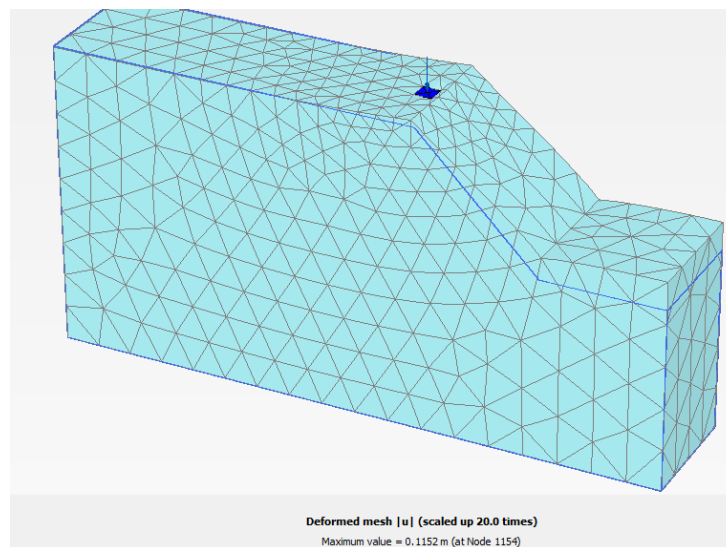 Deformed mesh |u| (scaled up 20.0 times)
Maximum value = 0.1152 m (at Node 1154)